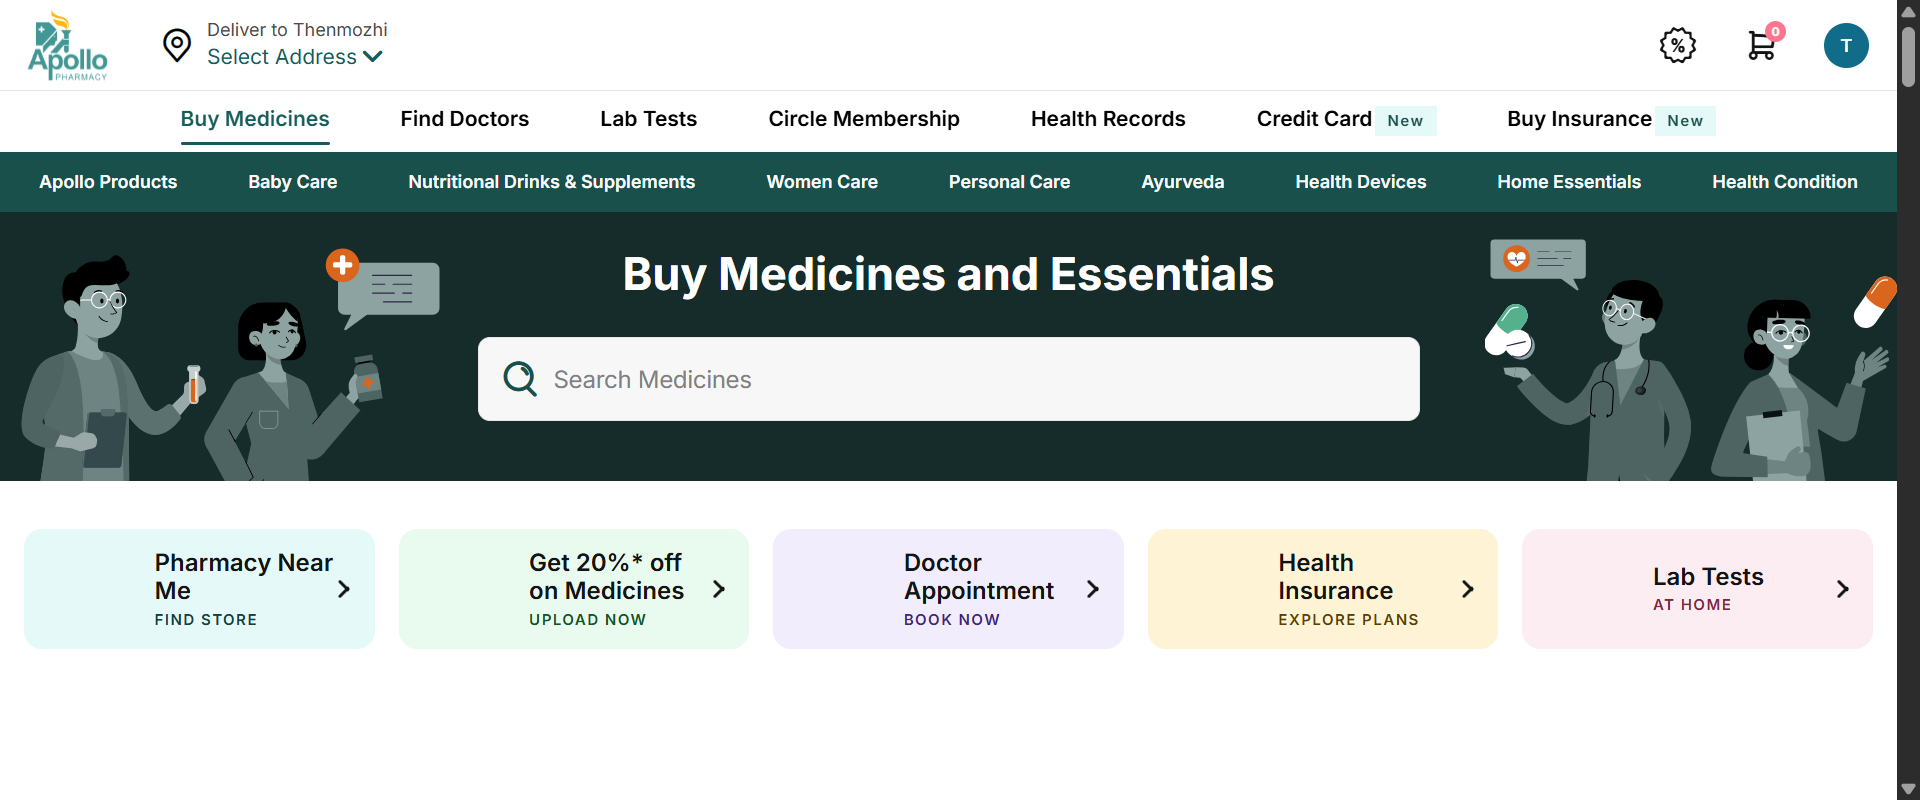 Apollo
PHARMACY
Deliver to Thenmozhi
Select Address
%
0
T
Buy Medicines
Find Doctors
Lab Tests
Circle Membership
Health Records
Credit Card New
Buy Insurance New
Apollo Products
Baby Care
Nutritional Drinks & Supplements
Women Care
Personal Care
Ayurveda
Health Devices
Home Essentials
Health Condition
Buy Medicines and Essentials
Search Medicines
Pharmacy Near
Me
FIND STORE
Get 20%* off
on Medicines
UPLOAD NOW
Doctor
Appointment
BOOK NOW
Health
Insurance
EXPLORE PLANS
Lab Tests
AT HOME